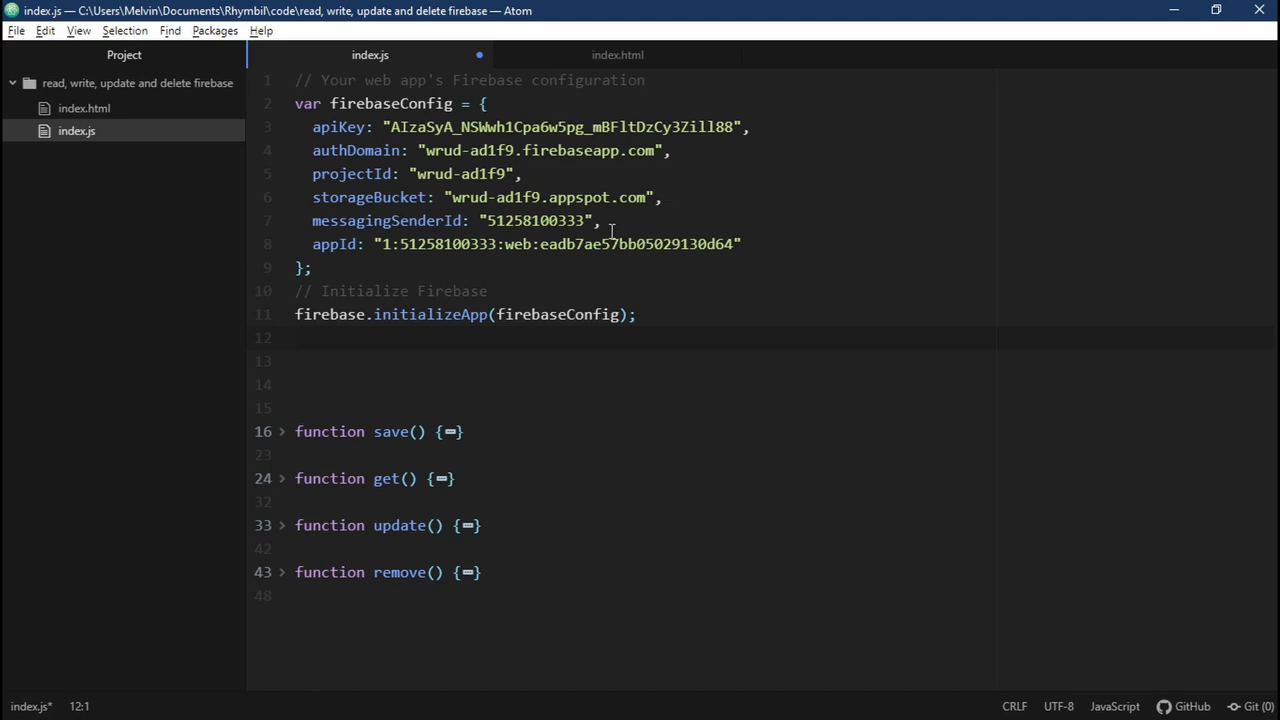 index.js — C:\Users\Melvin\Documents\Rhymbil\code\read, write, update and delete firebase — Atom
File Edit View Selection Find Packages Help
Project
index.js
index.html
read, write, update and delete firebase
index.html
index.js
1 // Your web app's Firebase configuration
2 var firebaseConfig = {
3 apiKey: "AIzaSyA_NSWwh1Cpa6w5pg_mBFltDzCy3Zill88",
4 authDomain: "wrud-ad1f9.firebaseapp.com",
5 projectId: "wrud-ad1f9",
6 storageBucket: "wrud-ad1f9.appspot.com",
7 messagingSenderId: "51258100333",
8 appId: "1:51258100333:web:eadb7ae57bb05029130d64"
9 };
10 // Initialize Firebase
11 firebase.initializeApp(firebaseConfig);
12
13
14
15
16 function save() {
23
24 function get() {
32
33 function update() {
42
43 function remove() {
48
index.js* 12:1 CRLF UTF-8 JavaScript GitHub Git (0)